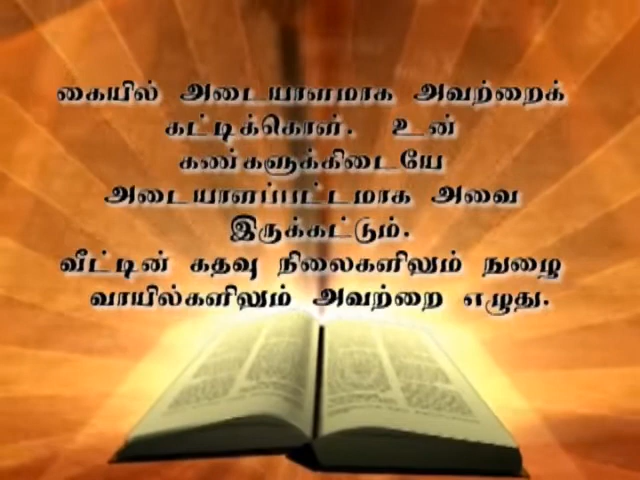 கையில் அடையாளமாக அவற்றைக்
கட்டிக்கொள். உன்
கண்களுக்கிடையே
அடையாளப்பட்டமாக அவை
இருக்கட்டும்.
வீட்டின் கதவு நிலைகளிலும் நுழை
வாயில்களிலும் அவற்றை எழுது.